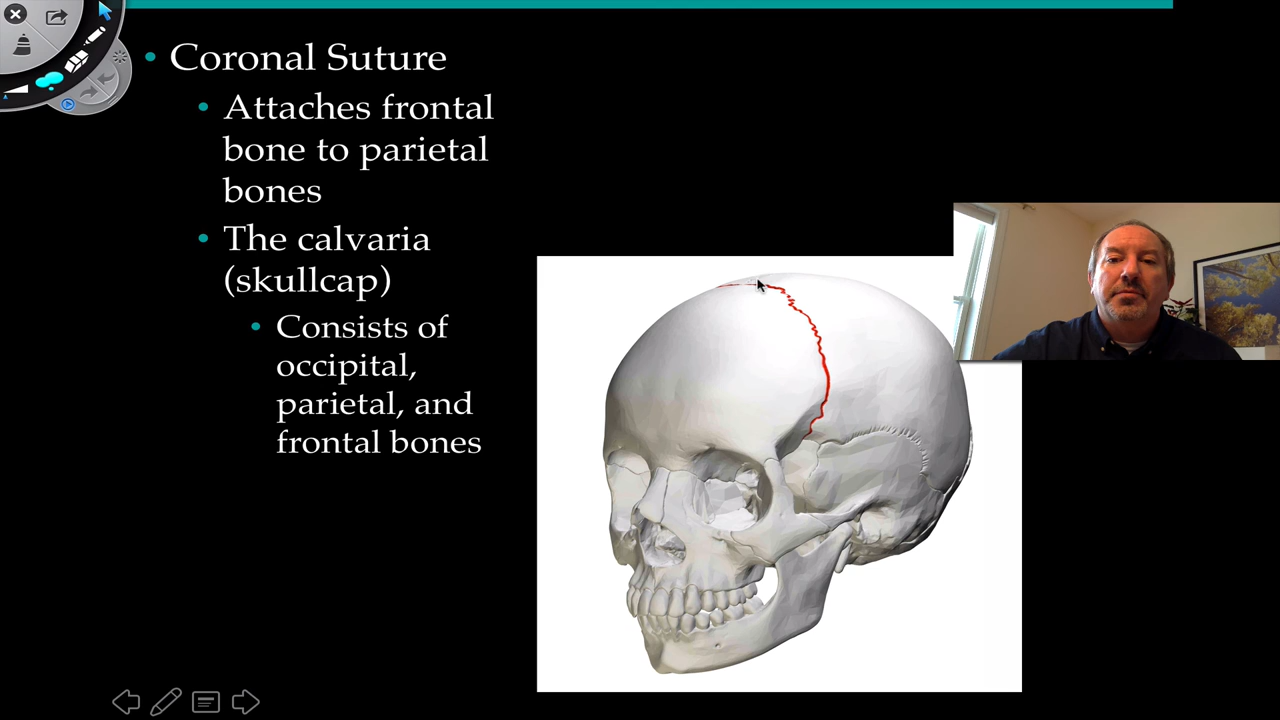 Coronal Suture
Attaches frontal
bone to parietal
bones
The calvaria
(skullcap)
Consists of
occipital,
parietal, and
frontal bones